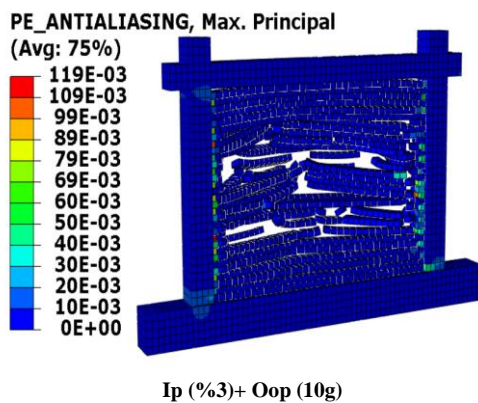 PE_ANTIALIASING, Max. Principal
(Avg: 75%)
119E-03
109E-03
99E-03
89E-03
79E-03
69E-03
60E-03
50E-03
40E-03
30E-03
20E-03
10E-03
0E+00
Ip (%3)+ Oop (10g)